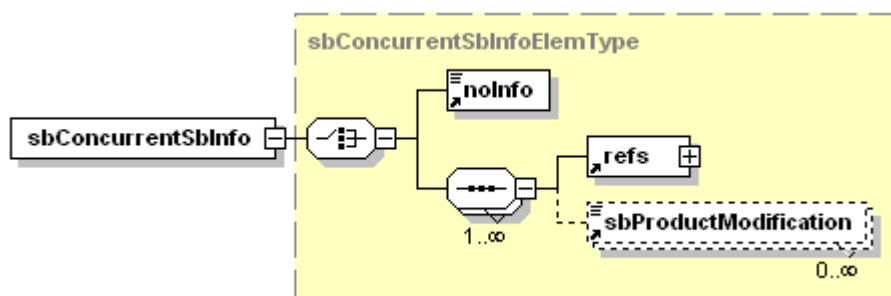 sbConcurrentSbInfoElemType
noInfo
sbConcurrentSbInfo
refs
sbProductModification
1..∞
0..∞